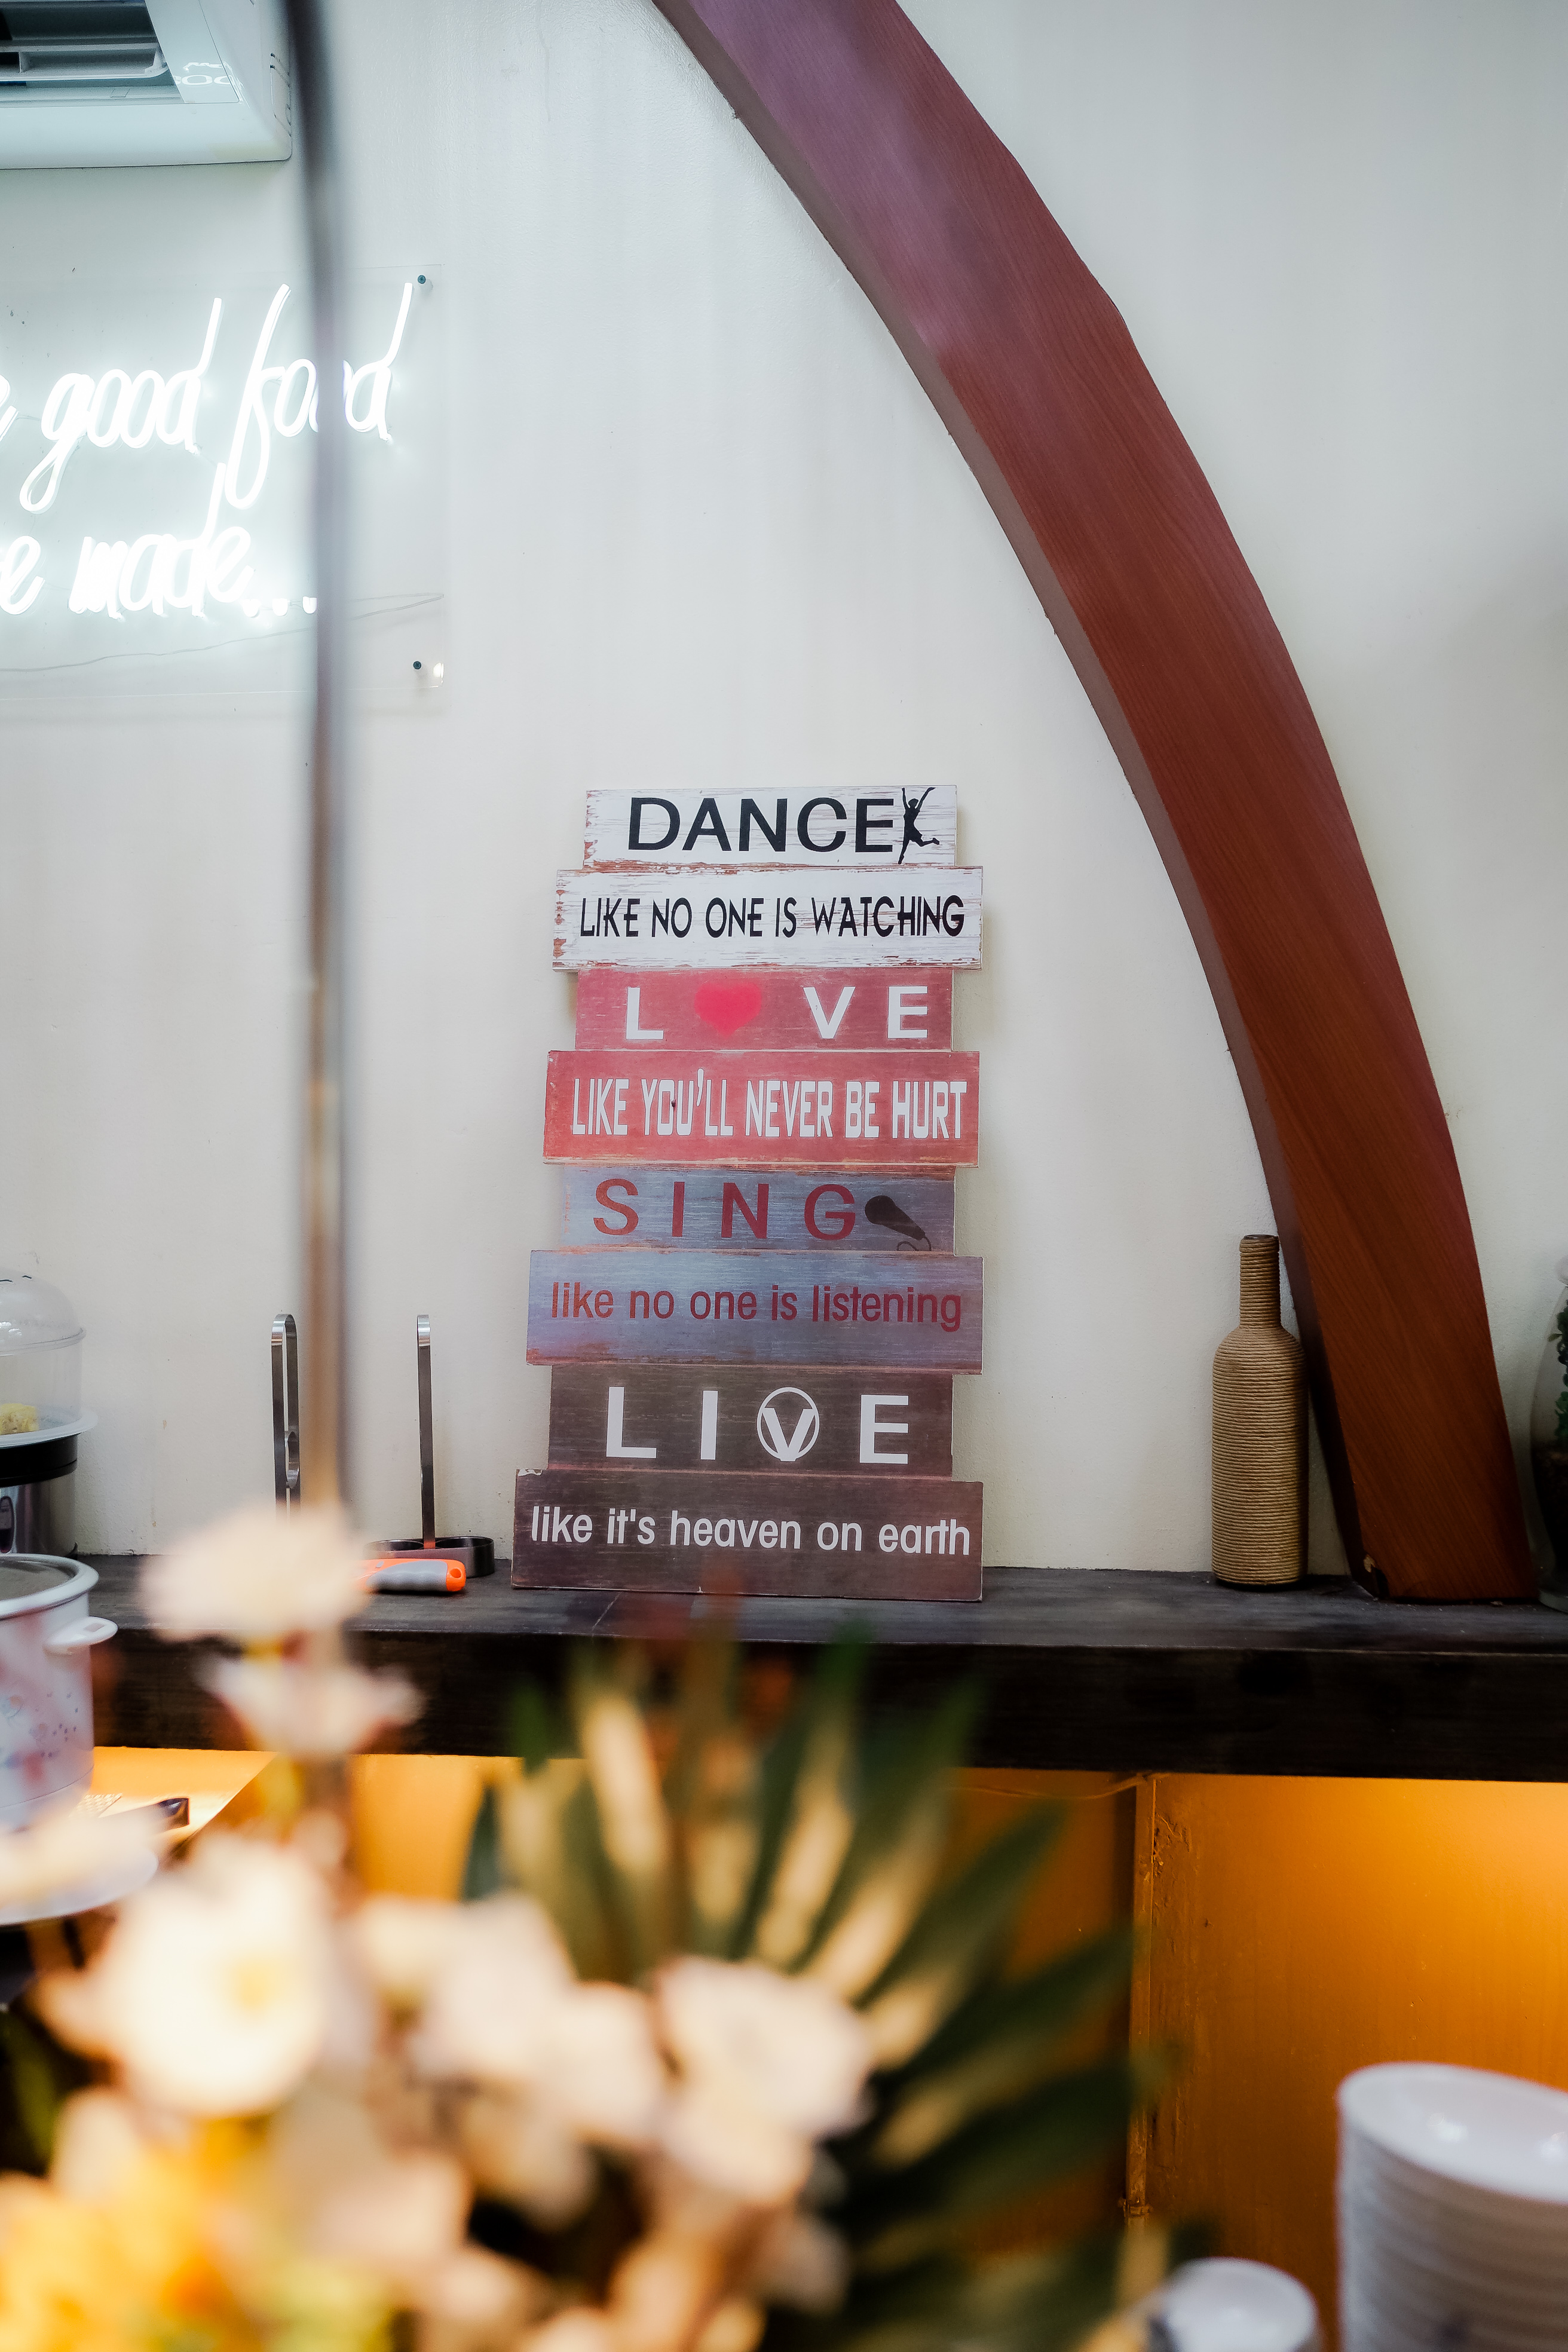 good food
made...
DANCE
LIKE NO ONE IS WATCHING
L VE
LIKE YOU'LL NEVER BE HURT
SING
like no one is listening
LIVE
like it's heaven on earth